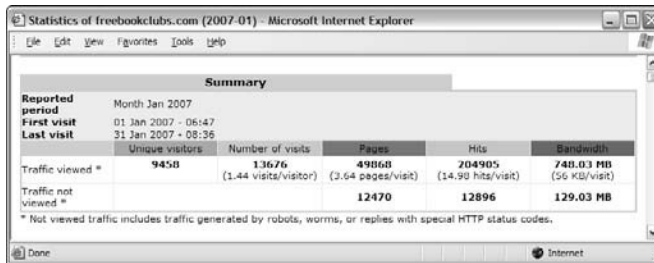 Statistics of freebookclubs.com (2007-01) - Microsoft Internet Explorer
File Edit View Favorites Tools Help
Summary
Reported period Month Jan 2007
First visit 01 Jan 2007 - 06:47
Last visit 31 Jan 2007 - 08:36
Unique visitors Number of visits Pages Hits Bandwidth
Traffic viewed * 9458 13676 49868 204905 748.03 MB
(1.44 visits/visitor) (3.64 pages/visit) (14.98 hits/visit) (56 KB/visit)
Traffic not viewed * 12470 12896 129.03 MB
* Not viewed traffic includes traffic generated by robots, worms, or replies with special HTTP status codes.
Done Internet